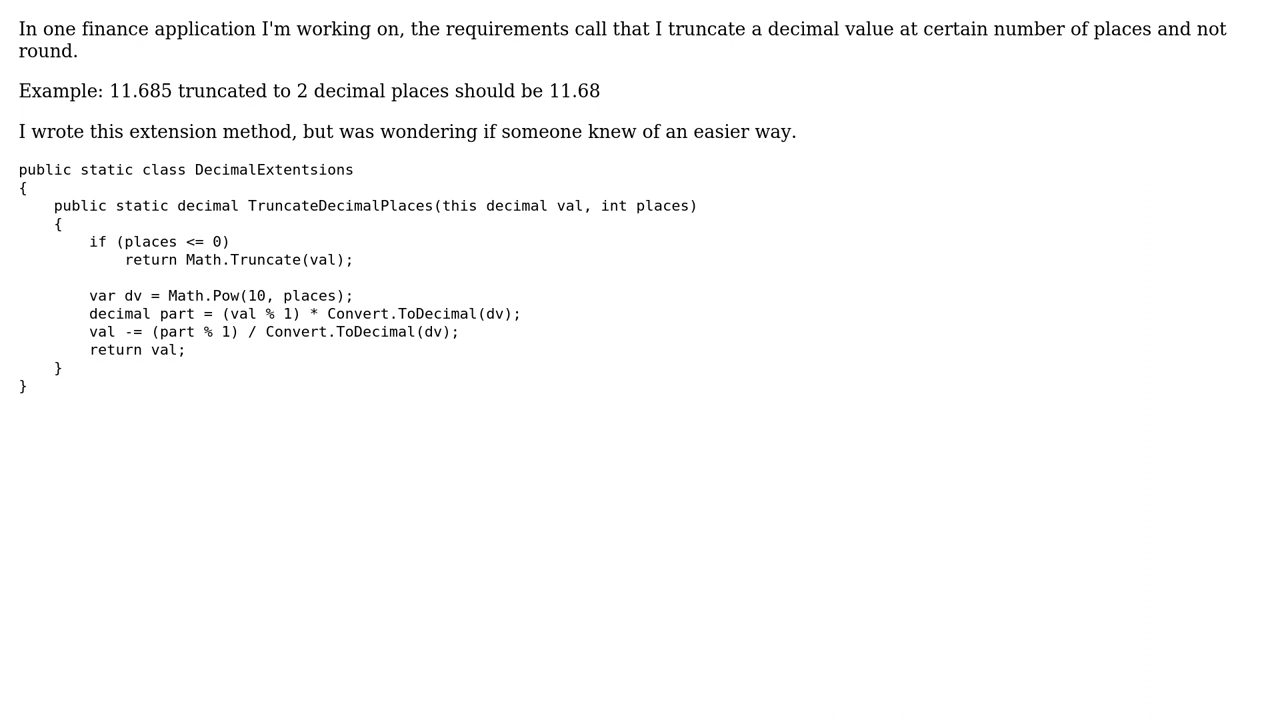 In one finance application I'm working on, the requirements call that I truncate a decimal value at certain number of places and not
round.
Example: 11.685 truncated to 2 decimal places should be 11.68
I wrote this extension method, but was wondering if someone knew of an easier way.
public static class DecimalExtentsions
{
    public static decimal TruncateDecimalPlaces(this decimal val, int places)
    {
        if (places <= 0)
            return Math.Truncate(val);

        var dv = Math.Pow(10, places);
        decimal part = (val % 1) * Convert.ToDecimal(dv);
        val -= (part % 1) / Convert.ToDecimal(dv);
        return val;
    }
}